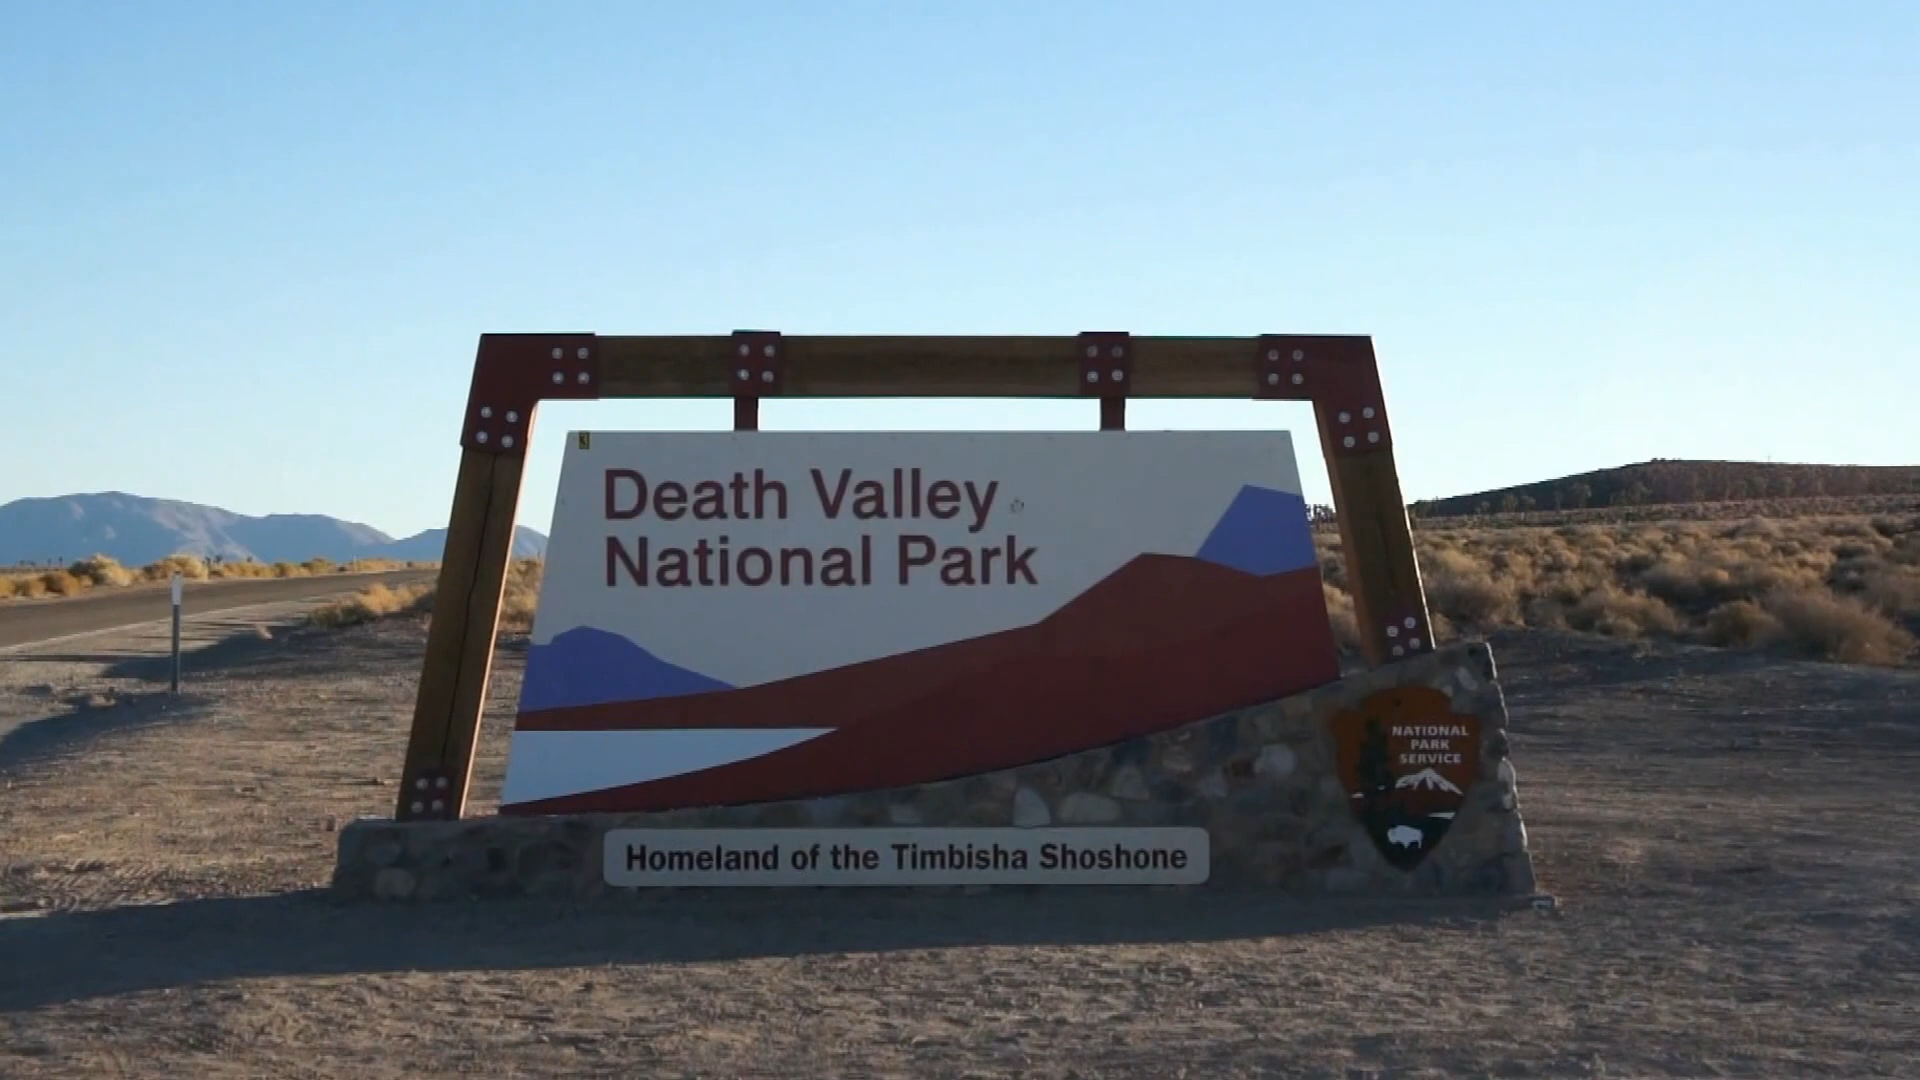 Death Valley
National Park
NATIONAL
PARK
SERVICE
Homeland of the Timbisha Shoshone